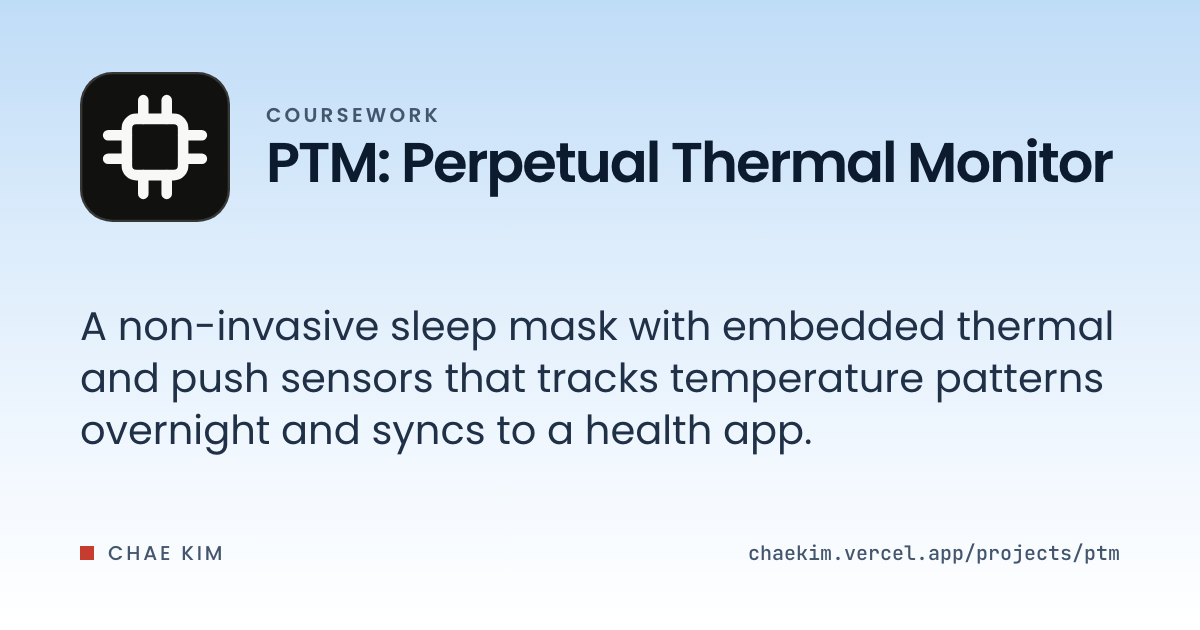 COURSEWORK
PTM: Perpetual Thermal Monitor
A non-invasive sleep mask with embedded thermal
and push sensors that tracks temperature patterns
overnight and syncs to a health app.
CHAE KIM
chaekim.vercel.app/projects/ptm